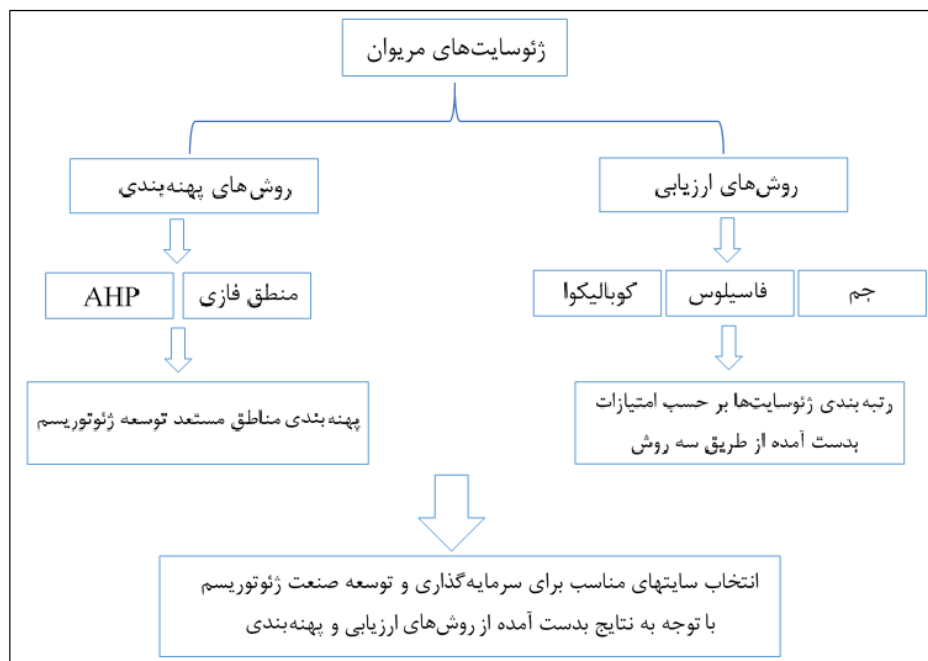 ژئوسایت‌های مریوان
روش‌های ارزیابی
روش‌های پهنه‌بندی
جم
فاسیلوس
کوبالیکوا
منطق فازی
AHP
رتبه‌بندی ژئوسایت‌ها بر حسب امتیازات
بدست آمده از طریق سه روش
پهنه‌بندی مناطق مستعد توسعه ژئوتوریسم
انتخاب سایتهای مناسب برای سرمایه‌گذاری و توسعه صنعت ژئوتوریسم
با توجه به نتایج بدست آمده از روش‌های ارزیابی و پهنه‌بندی